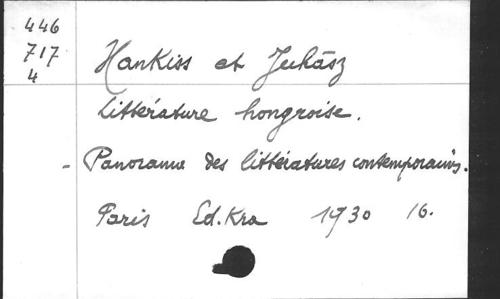 446
717
4
Hankiss et Juhász
Littérature hongroise.
- Panorama des littératures contemporains.
Paris Ed. Kra 1930 16.